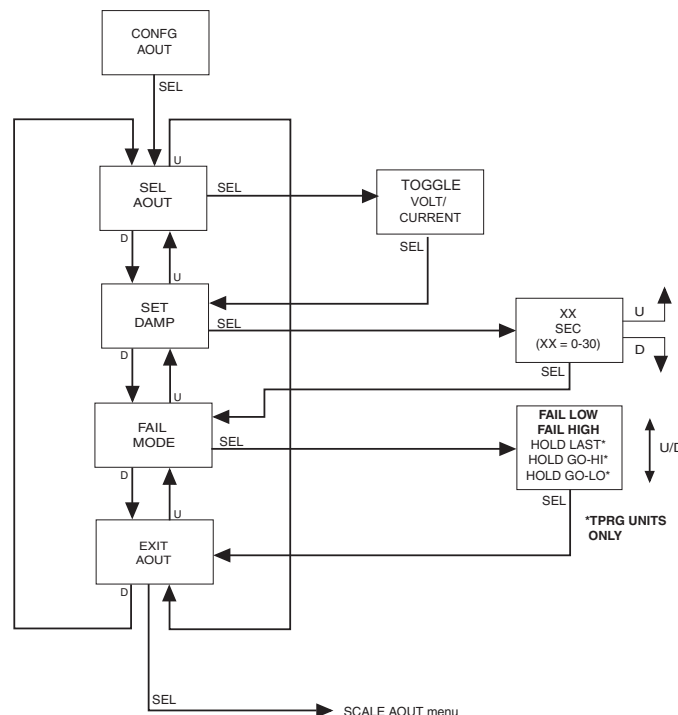 CONFG
AOUT
SEL
U
SEL
AOUT
SEL
TOGGLE
VOLT/
CURRENT
D
U
SEL
SET
DAMP
SEL
XX
SEC
(XX = 0-30)
U
D
D
U
SEL
FAIL
MODE
SEL
FAIL LOW
FAIL HIGH
HOLD LAST*
HOLD GO-HI*
HOLD GO-LO*
U/D
D
U
SEL
*TPRG UNITS
ONLY
EXIT
AOUT
D
SEL
SCALE AOUT menu